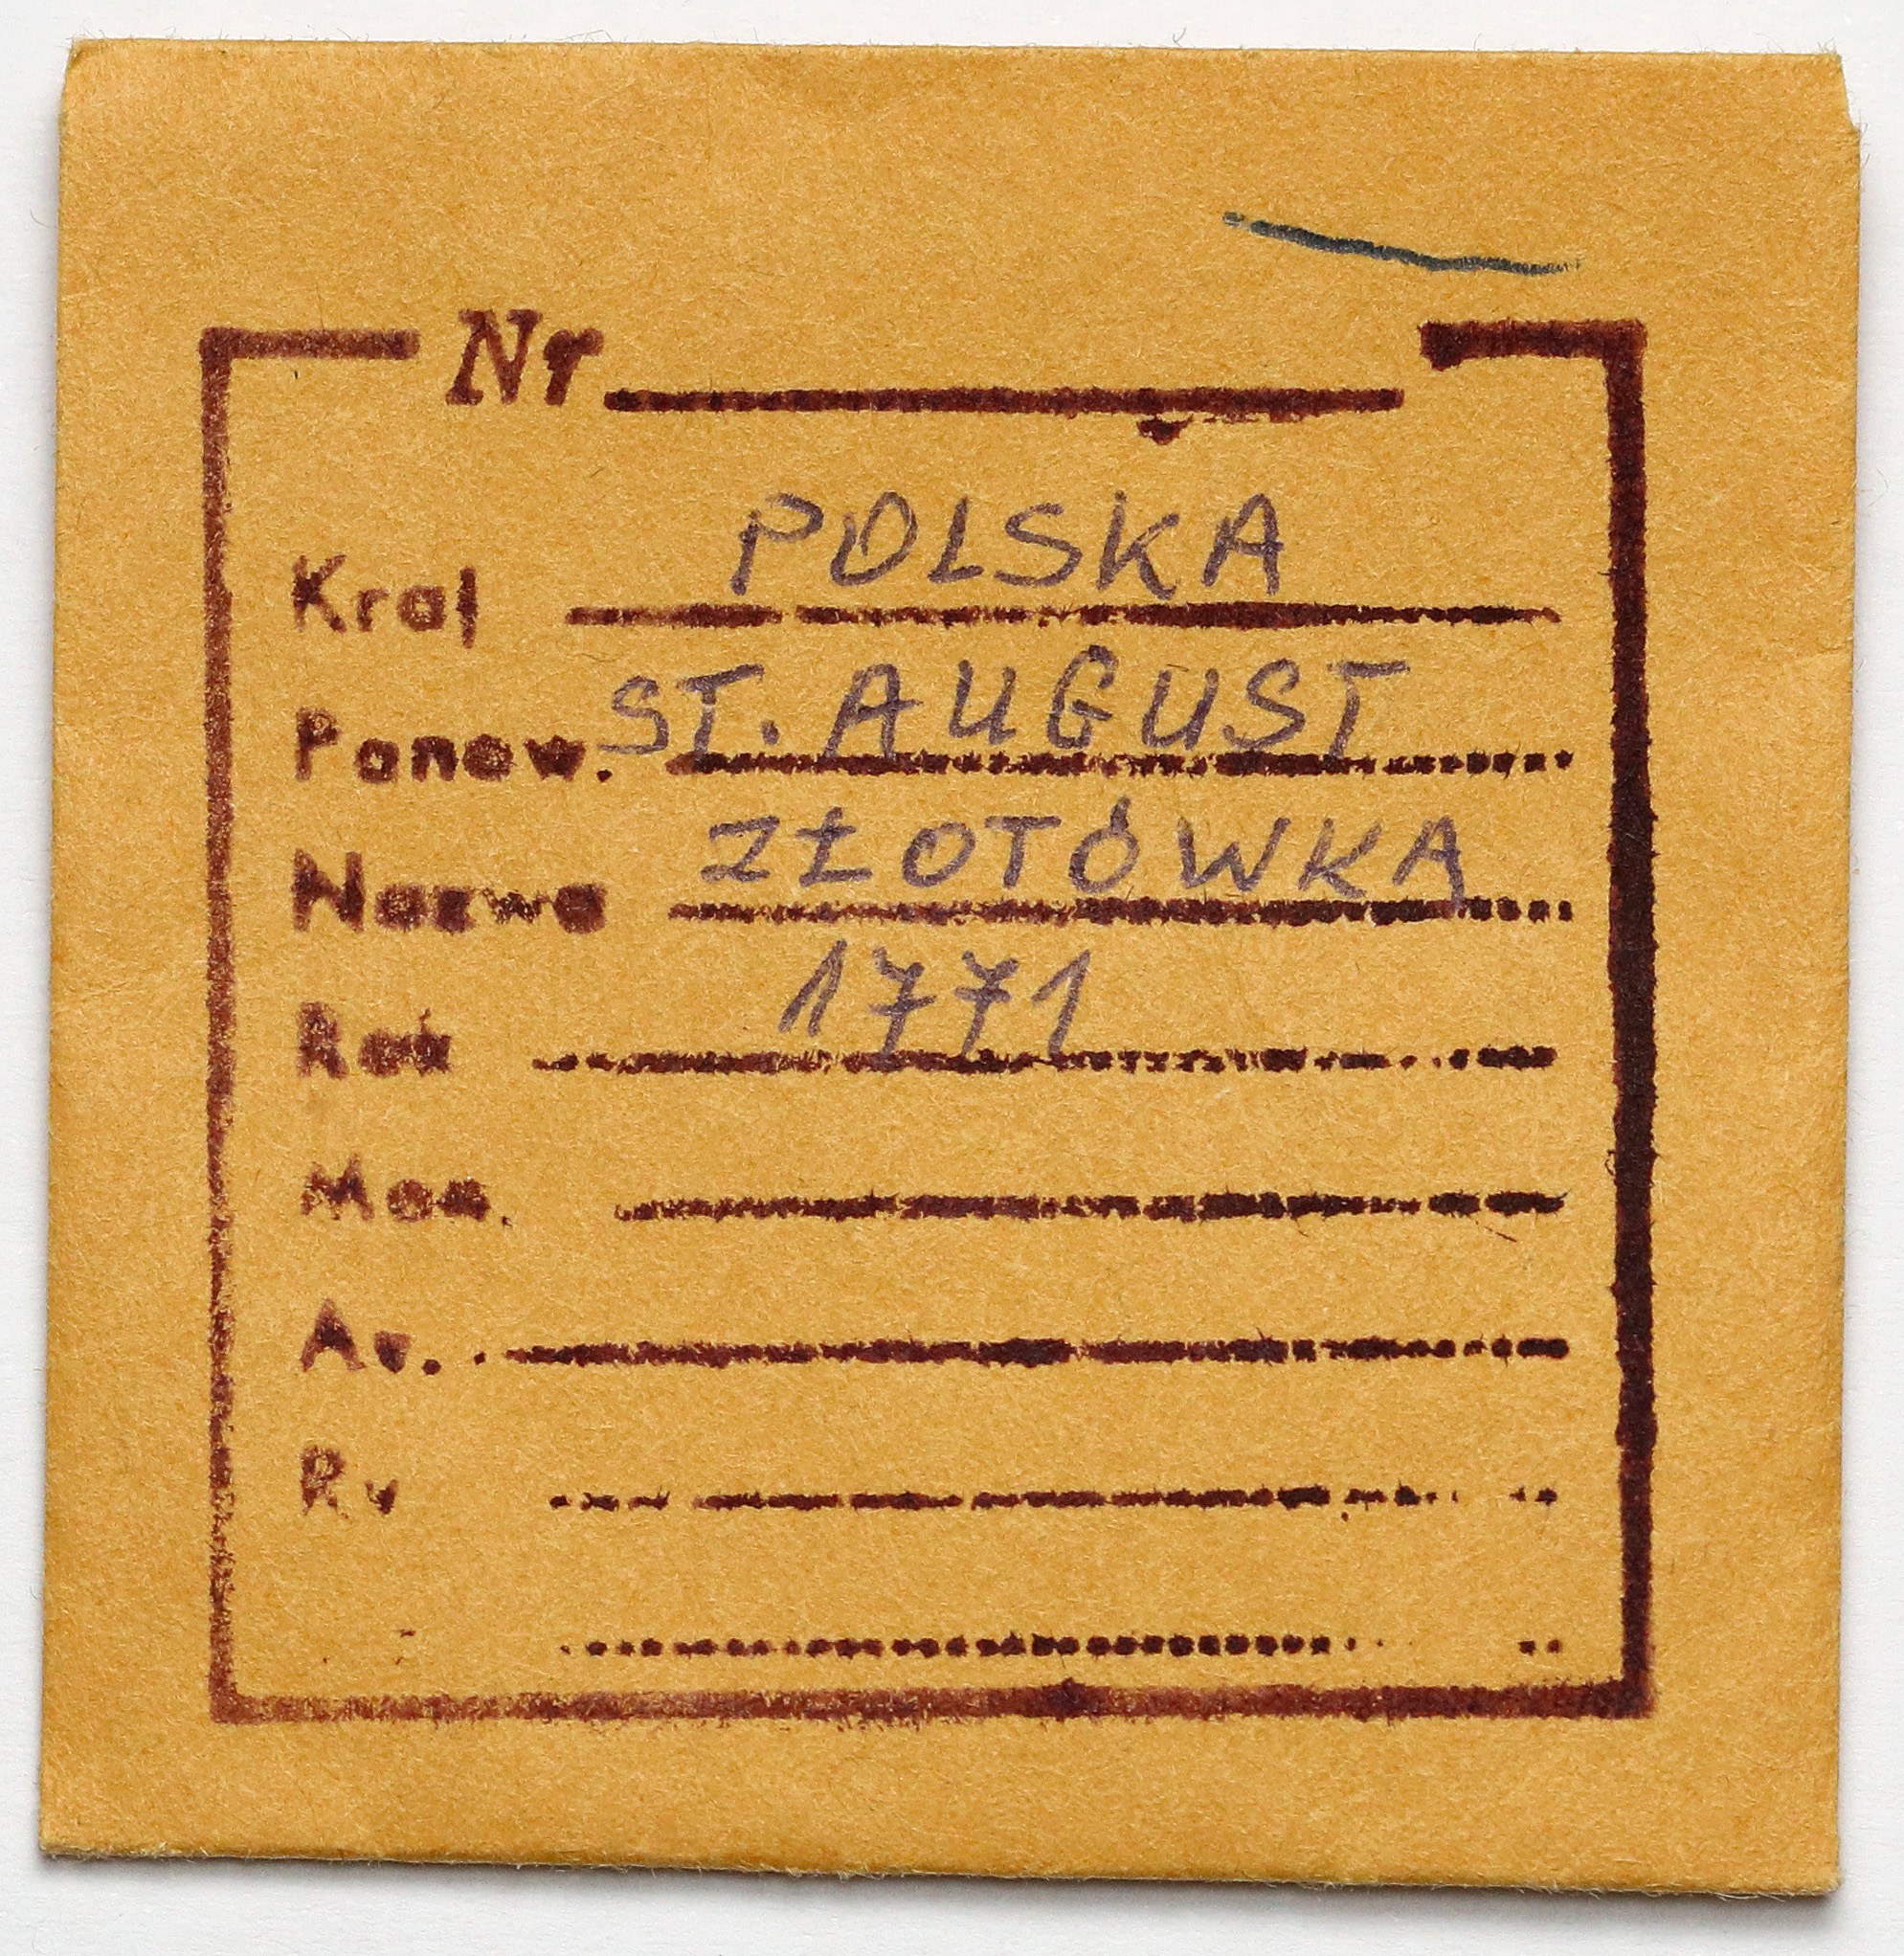 Nr
Kraj POLSKA
Panow. ST. AUGUST
Nazwa ZŁOTÓWKA
Rok 1771
Men.
Av.
Rv